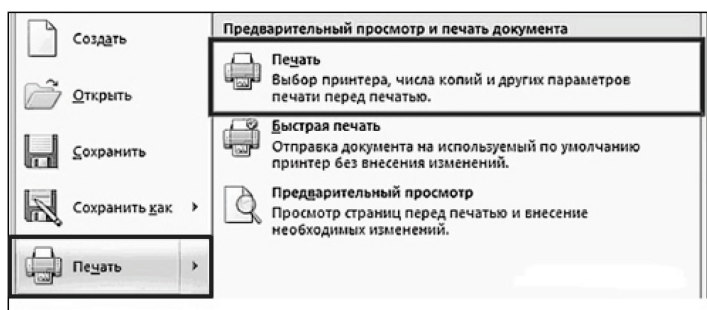 Создать
Открыть
Сохранить
Сохранить как
Печать
Предварительный просмотр и печать документа
Печать
Выбор принтера, числа копий и других параметров
печати перед печатью.
Быстрая печать
Отправка документа на используемый по умолчанию
принтер без внесения изменений.
Предварительный просмотр
Просмотр страниц перед печатью и внесение
необходимых изменений.